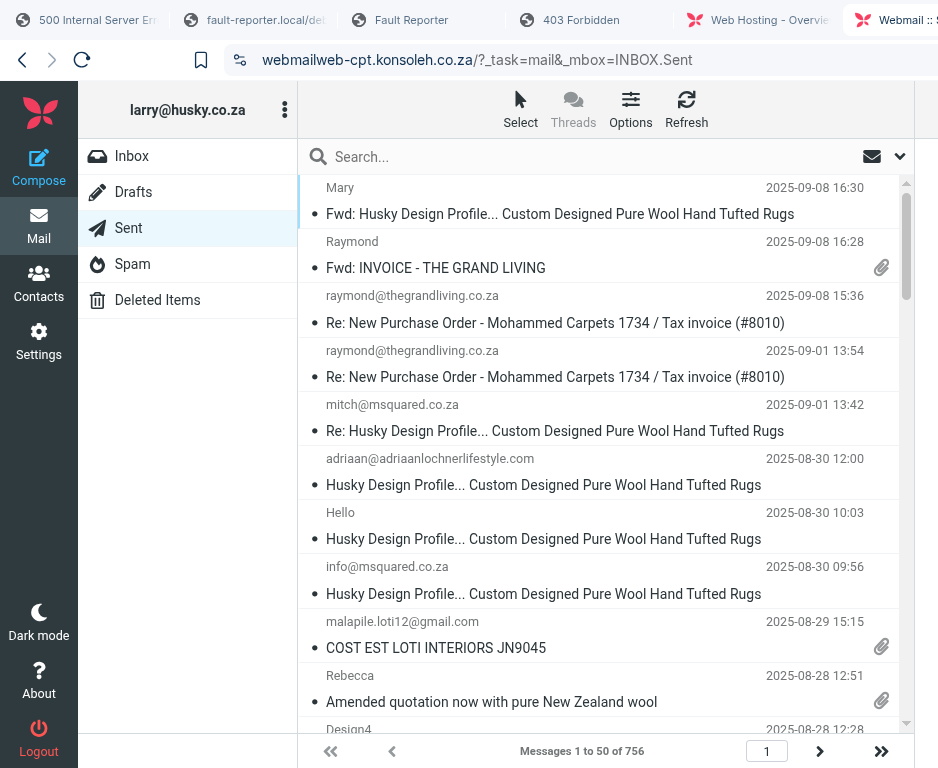 500 Internal Server Er
fault-reporter.local/deb
Fault Reporter
403 Forbidden
Web Hosting - Overvie
Webmail :: S
webmailweb-cpt.konsoleh.co.za/?_task=mail&_mbox=INBOX.Sent
larry@husky.co.za
Select
Threads
Options
Refresh
Compose
Mail
Contacts
Settings
Dark mode
About
Logout
Inbox
Drafts
Sent
Spam
Deleted Items
Search...
Mary 2025-09-08 16:30
• Fwd: Husky Design Profile... Custom Designed Pure Wool Hand Tufted Rugs
Raymond 2025-09-08 16:28
• Fwd: INVOICE - THE GRAND LIVING
raymond@thegrandliving.co.za 2025-09-08 15:36
• Re: New Purchase Order - Mohammed Carpets 1734 / Tax invoice (#8010)
raymond@thegrandliving.co.za 2025-09-01 13:54
• Re: New Purchase Order - Mohammed Carpets 1734 / Tax invoice (#8010)
mitch@msquared.co.za 2025-09-01 13:42
• Re: Husky Design Profile... Custom Designed Pure Wool Hand Tufted Rugs
adriaan@adriaanlochnerlifestyle.com 2025-08-30 12:00
• Husky Design Profile... Custom Designed Pure Wool Hand Tufted Rugs
Hello 2025-08-30 10:03
• Husky Design Profile... Custom Designed Pure Wool Hand Tufted Rugs
info@msquared.co.za 2025-08-30 09:56
• Husky Design Profile... Custom Designed Pure Wool Hand Tufted Rugs
malapile.loti12@gmail.com 2025-08-29 15:15
• COST EST LOTI INTERIORS JN9045
Rebecca 2025-08-28 12:51
• Amended quotation now with pure New Zealand wool
Design4 2025-08-28 12:28
Messages 1 to 50 of 756
1